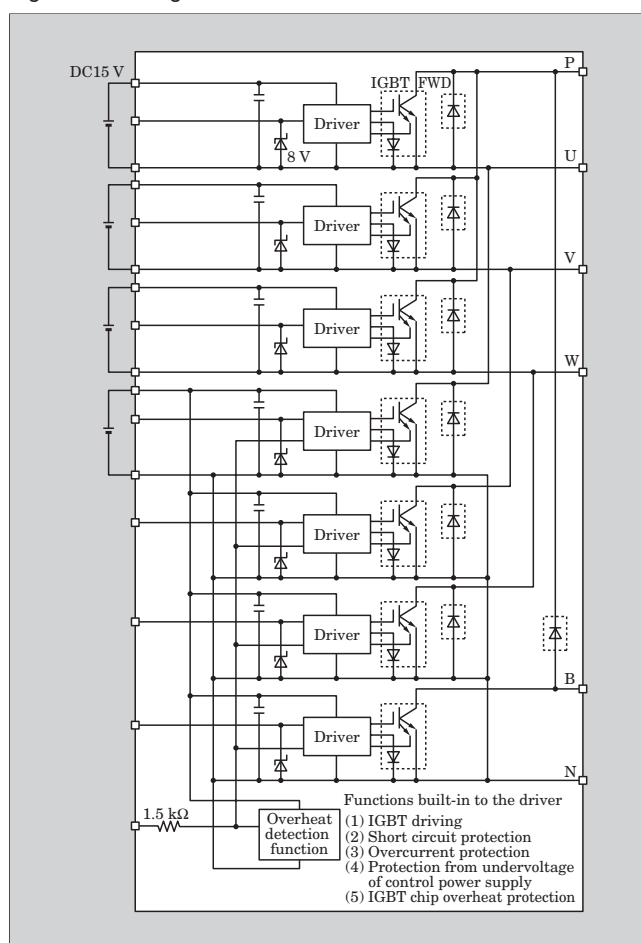 DC15 V
P
IGBT FWD
Driver
8 V
U
Driver
V
Driver
W
Driver
Driver
Driver
B
Driver
N
1.5 kΩ
Overheat
detection
function
Functions built-in to the driver
(1) IGBT driving
(2) Short circuit protection
(3) Overcurrent protection
(4) Protection from undervoltage
of control power supply
(5) IGBT chip overheat protection